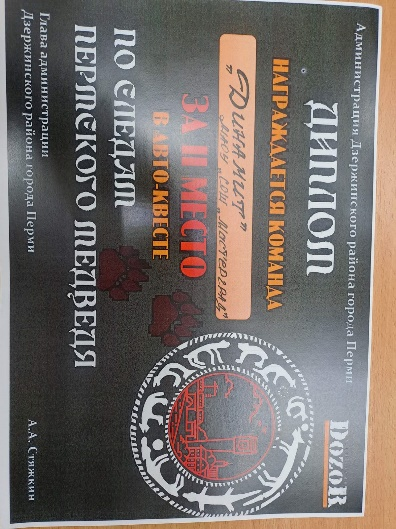 Администрация Дзержинского района города Перми
DozoR
ДИПЛОМ
НАГРАЖДАЕТСЯ КОМАНДА
"Динамит"
ЗА II МЕСТО
В АВТО-КВЕСТЕ
ПО СЛЕДАМ
ПЕРМСКОГО МЕДВЕДЯ
Глава администрации
Дзержинского района города Перми
А.А. Стяжкин